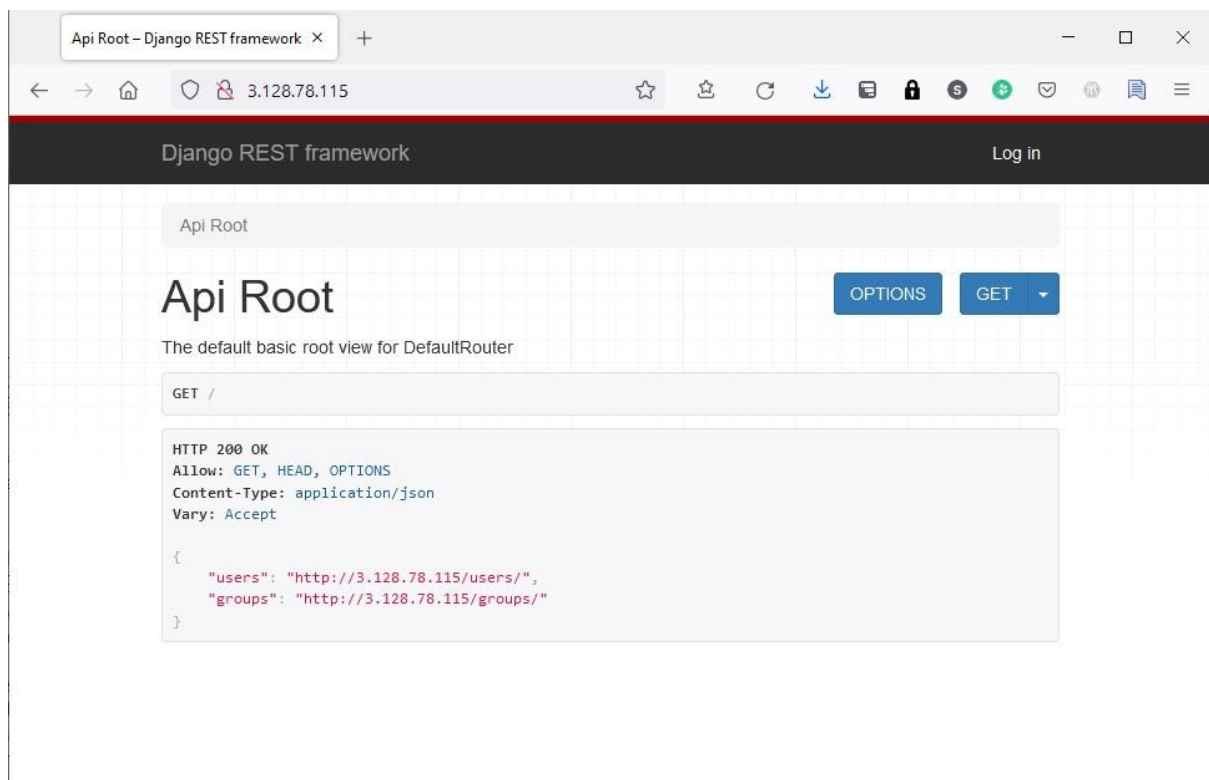 Api Root – Django REST framework
3.128.78.115
Django REST framework
Log in
Api Root
Api Root
OPTIONS
GET
The default basic root view for DefaultRouter
GET /
HTTP 200 OK
Allow: GET, HEAD, OPTIONS
Content-Type: application/json
Vary: Accept
{
    "users": "http://3.128.78.115/users/",
    "groups": "http://3.128.78.115/groups/"
}